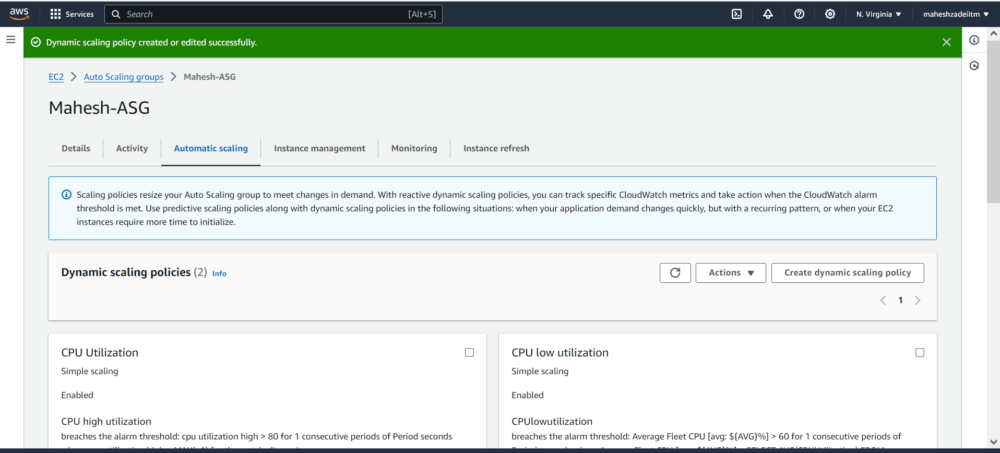 aws
Services
Search
[Alt+S]
N. Virginia
maheshzadeiitm
Dynamic scaling policy created or edited successfully.
EC2
Auto Scaling groups
Mahesh-ASG
Mahesh-ASG
Details
Activity
Automatic scaling
Instance management
Monitoring
Instance refresh
Scaling policies resize your Auto Scaling group to meet changes in demand. With reactive dynamic scaling policies, you can track specific CloudWatch metrics and take action when the CloudWatch alarm
threshold is met. Use predictive scaling policies along with dynamic scaling policies in the following situations: when your application demand changes quickly, but with a recurring pattern, or when your EC2
instances require more time to initialize.
Dynamic scaling policies (2) Info
Actions
Create dynamic scaling policy
1
CPU Utilization
Simple scaling
Enabled
CPU high utilization
breaches the alarm threshold: cpu utilization high > 80 for 1 consecutive periods of Period seconds
CPU low utilization
Simple scaling
Enabled
CPUlowutilization
breaches the alarm threshold: Average Fleet CPU [avg: ${AVG}%] > 60 for 1 consecutive periods of